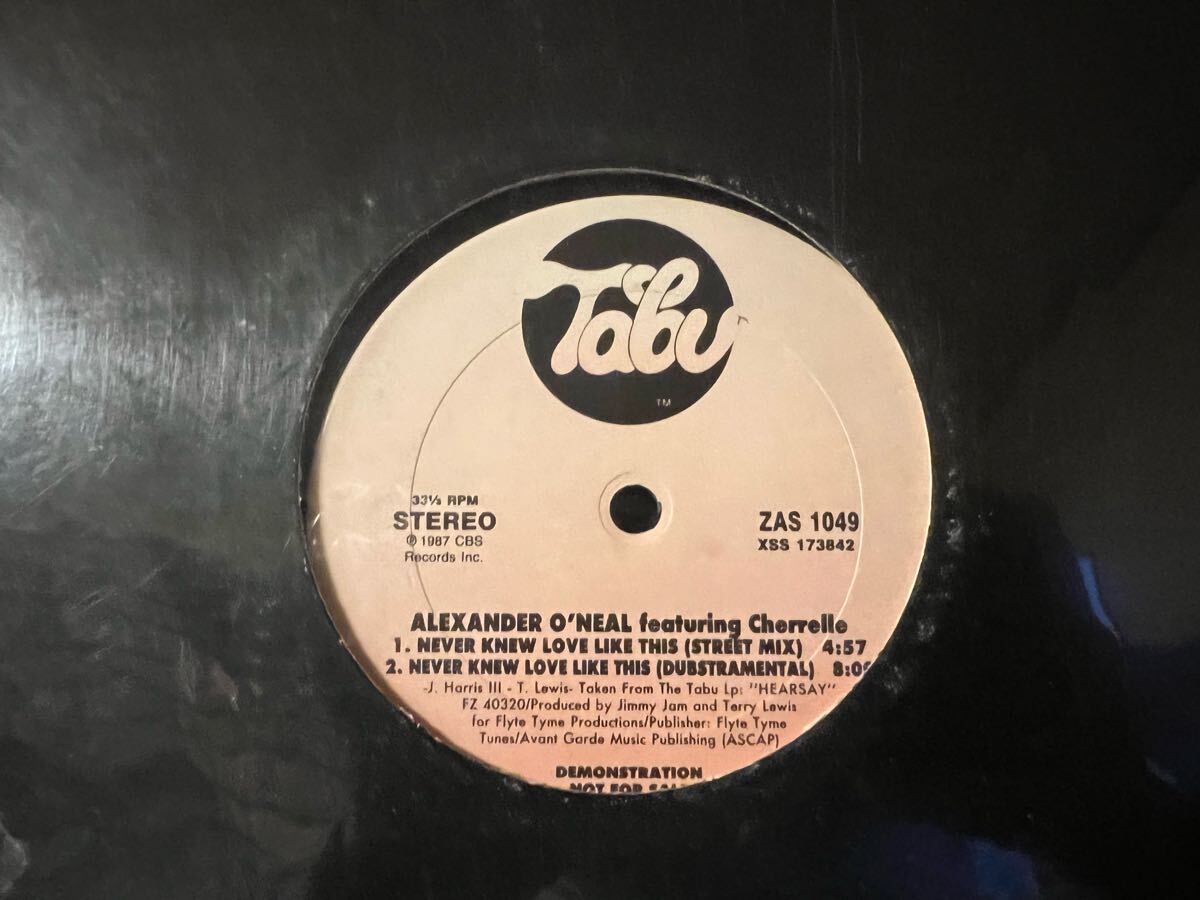 Tabu
TM
33⅓ RPM
STEREO
℗ 1987 CBS
Records Inc.
ZAS 1049
XSS 173842
ALEXANDER O'NEAL featuring Cherrelle
1. NEVER KNEW LOVE LIKE THIS (STREET MIX) 4:57
2. NEVER KNEW LOVE LIKE THIS (DUBSTRAMENTAL)
-J. Harris III - T. Lewis- Taken From The Tabu Lp: "HEARSAY"
FZ 40320/Produced by Jimmy Jam and Terry Lewis
for Flyte Tyme Productions/Publisher: Flyte Tyme
Tunes/Avant Garde Music Publishing (ASCAP)
DEMONSTRATION
NOT FOR